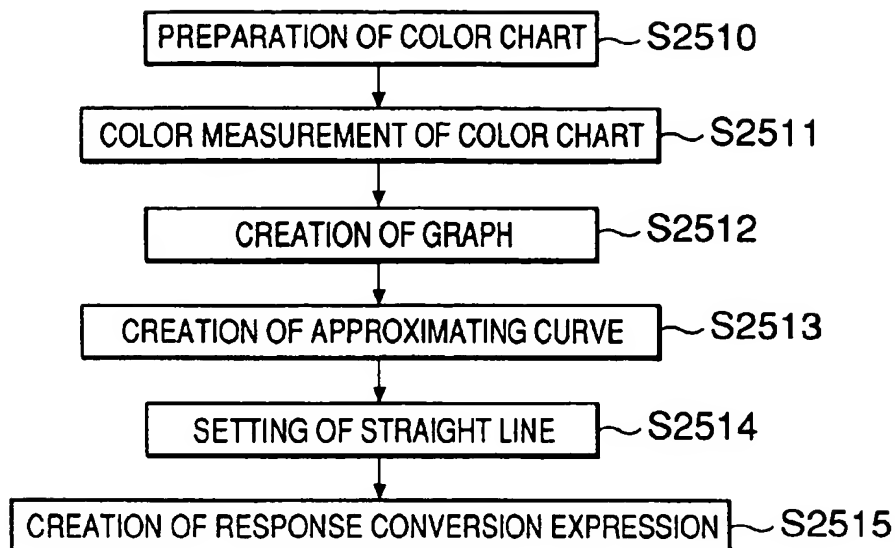 PREPARATION OF COLOR CHART S2510
COLOR MEASUREMENT OF COLOR CHART S2511
CREATION OF GRAPH S2512
CREATION OF APPROXIMATING CURVE S2513
SETTING OF STRAIGHT LINE S2514
CREATION OF RESPONSE CONVERSION EXPRESSION S2515